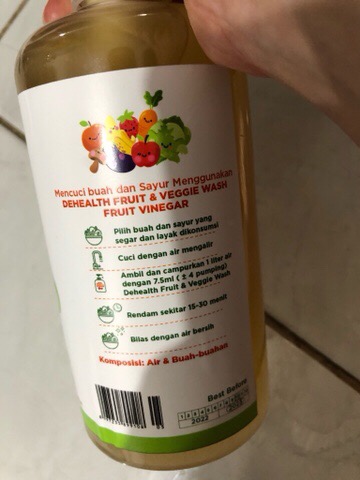 Mencuci buah dan Sayur Menggunakan
DEHEALTH FRUIT & VEGGIE WASH
FRUIT VINEGAR
Pilih buah dan sayur yang
segar dan layak dikonsumsi
Cuci dengan air mengalir
Ambil dan campurkan 1 liter air
dengan 7.5ml ( ± 4 pumping)
Dehealth Fruit & Veggie Wash
Rendam sekitar 15-30 menit
Bilas dengan air bersih
Komposisi: Air & Buah-buahan
Best Before
2022